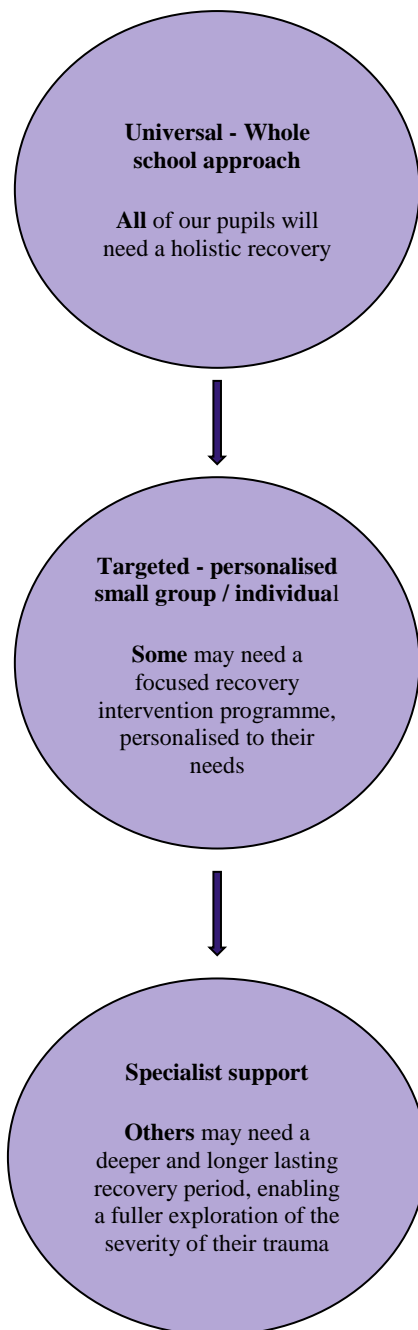 Universal - Whole
school approach
All of our pupils will
need a holistic recovery
Targeted - personalised
small group / individual
Some may need a
focused recovery
intervention programme,
personalised to their
needs
Specialist support
Others may need a
deeper and longer lasting
recovery period, enabling
a fuller exploration of the
severity of their trauma